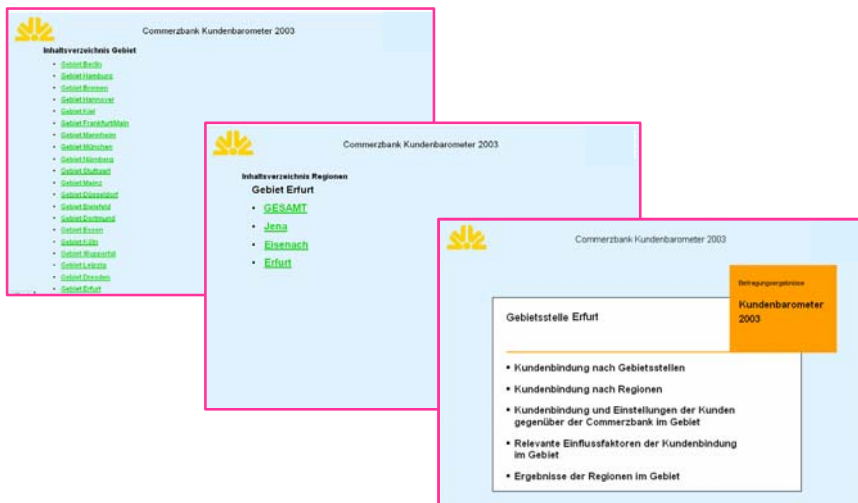 Commerzbank Kundenbarometer 2003
Inhaltsverzeichnis Gebiet
• Gebiet Berlin
• Gebiet Hamburg
• Gebiet Bremen
• Gebiet Hannover
• Gebiet Kiel
• Gebiet Frankfurt/Main
• Gebiet Mannheim
• Gebiet München
• Gebiet Nürnberg
• Gebiet Stuttgart
• Gebiet Mainz
• Gebiet Düsseldorf
• Gebiet Bielefeld
• Gebiet Dortmund
• Gebiet Essen
• Gebiet Köln
• Gebiet Wuppertal
• Gebiet Leipzig
• Gebiet Dresden
• Gebiet Erfurt
Commerzbank Kundenbarometer 2003
Inhaltsverzeichnis Regionen
Gebiet Erfurt
• GESAMT
• Jena
• Eisenach
• Erfurt
Commerzbank Kundenbarometer 2003
Befragungsergebnisse
Kundenbarometer
2003
Gebietsstelle Erfurt
▪ Kundenbindung nach Gebietsstellen
▪ Kundenbindung nach Regionen
▪ Kundenbindung und Einstellungen der Kunden
gegenüber der Commerzbank im Gebiet
▪ Relevante Einflussfaktoren der Kundenbindung
im Gebiet
▪ Ergebnisse der Regionen im Gebiet